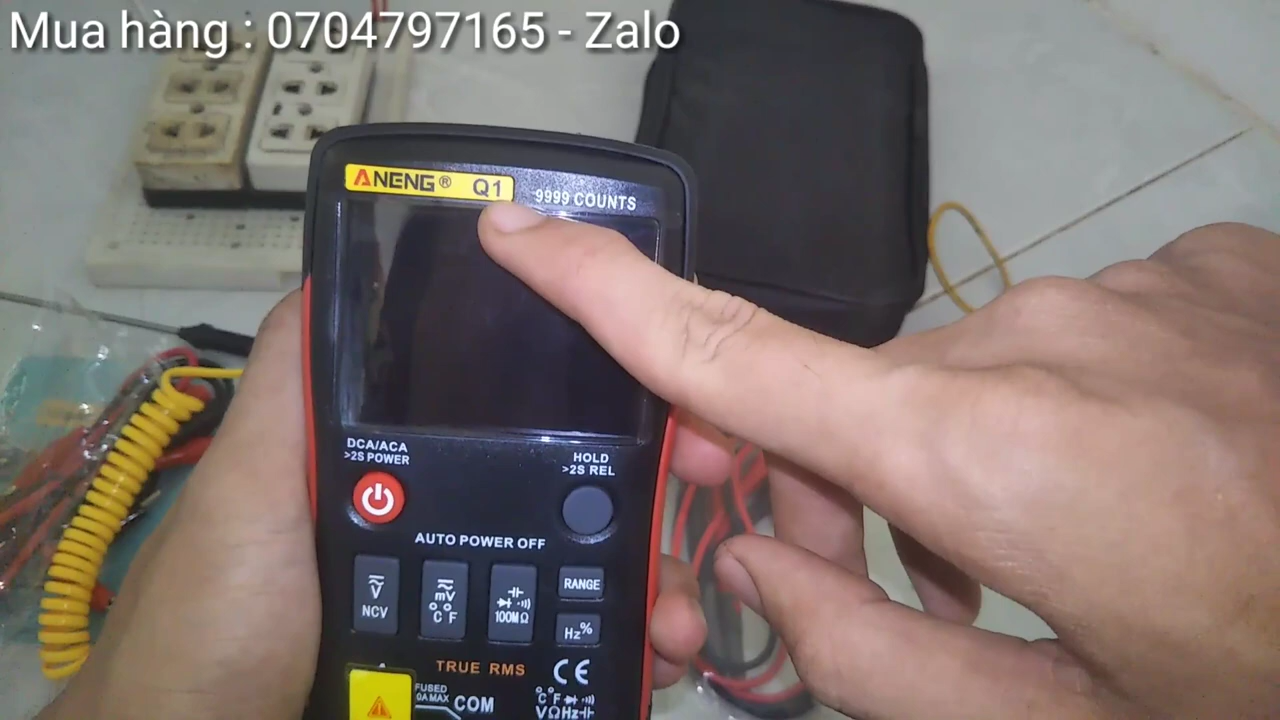 Mua hàng : 0704797165 - Zalo
ANENG® Q1
9999 COUNTS
DCA/ACA
>2S POWER
HOLD
>2S REL
AUTO POWER OFF
V
NCV
mV
°C °F
100MΩ
RANGE
Hz%
TRUE RMS
CE
FUSED
COM
°C°F
VΩHz